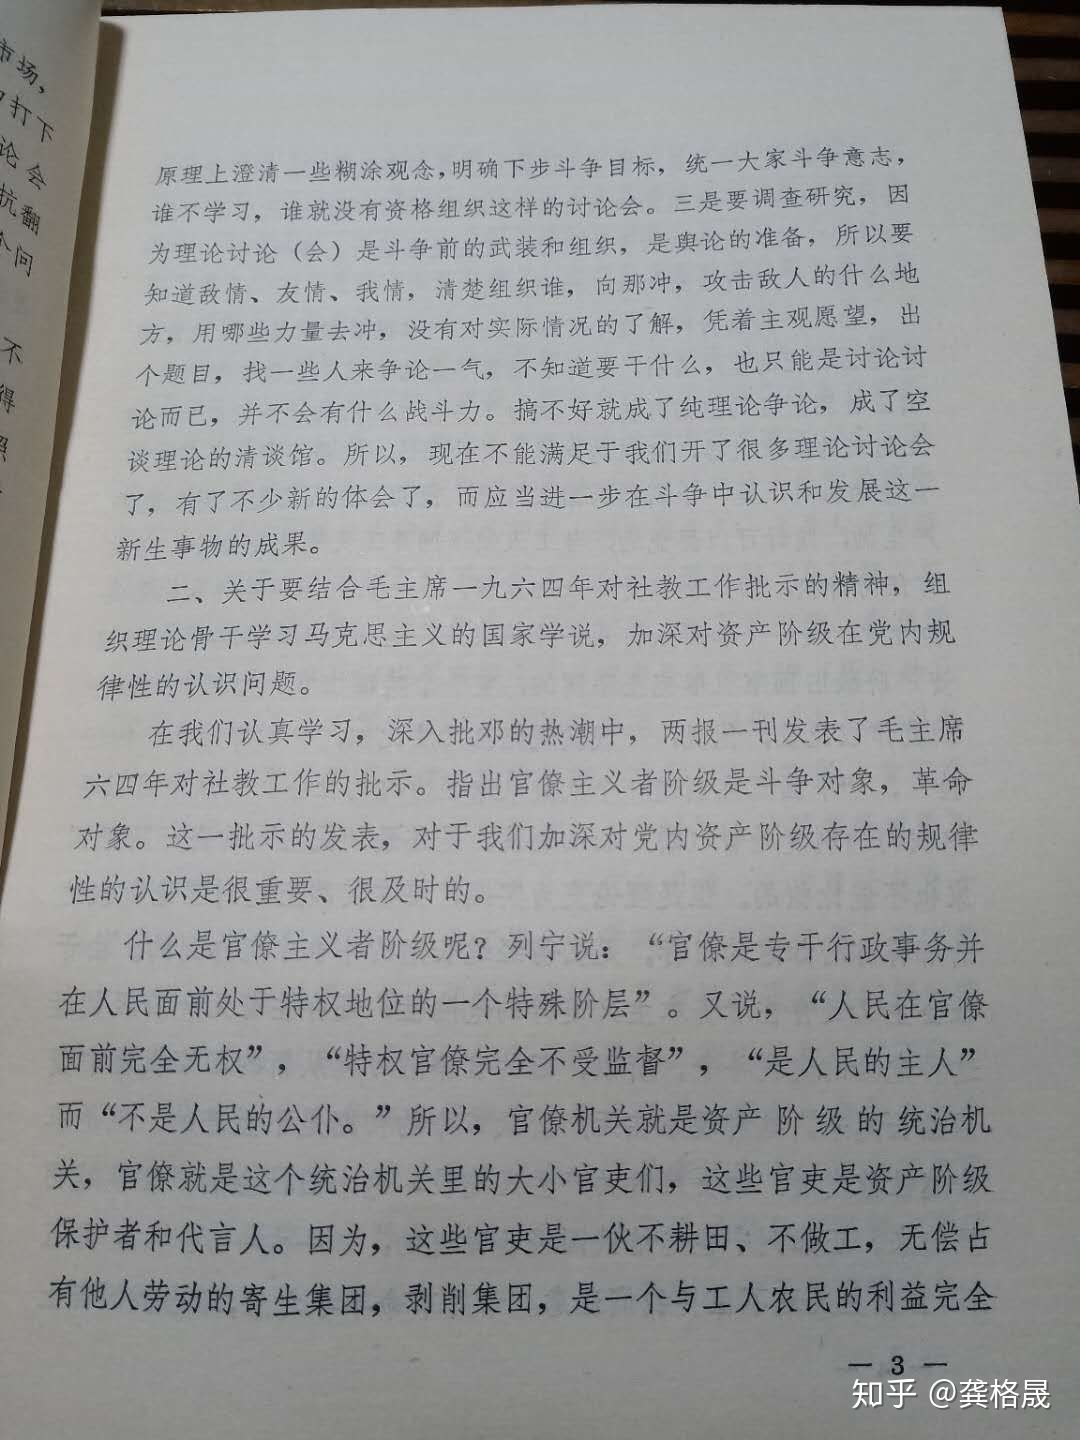 市场，
打下
论会
抗翻
个问
不
得
照
原理上澄清一些糊涂观念，明确下步斗争目标，统一大家斗争意志，
谁不学习，谁就没有资格组织这样的讨论会。三是要调查研究，因
为理论讨论（会）是斗争前的武装和组织，是舆论的准备，所以要
知道敌情、友情、我情，清楚组织谁，向那冲，攻击敌人的什么地
方，用哪些力量去冲，没有对实际情况的了解，凭着主观愿望，出
个题目，找一些人来争论一气，不知道要干什么，也只能是讨论讨
论而已，并不会有什么战斗力。搞不好就成了纯理论争论，成了空
谈理论的清谈馆。所以，现在不能满足于我们开了很多理论讨论会
了，有了不少新的体会了，而应当进一步在斗争中认识和发展这一
新生事物的成果。
二、关于要结合毛主席一九六四年对社教工作批示的精神，组
织理论骨干学习马克思主义的国家学说，加深对资产阶级在党内规
律性的认识问题。
在我们认真学习，深入批邓的热潮中，两报一刊发表了毛主席
六四年对社教工作的批示。指出官僚主义者阶级是斗争对象，革命
对象。这一批示的发表，对于我们加深对党内资产阶级存在的规律
性的认识是很重要、很及时的。
什么是官僚主义者阶级呢？列宁说：“官僚是专干行政事务并
在人民面前处于特权地位的一个特殊阶层”。又说，“人民在官僚
面前完全无权”，“特权官僚完全不受监督”，“是人民的主人”
而“不是人民的公仆。”所以，官僚机关就是资产阶级的统治机
关，官僚就是这个统治机关里的大小官吏们，这些官吏是资产阶级
保护者和代言人。因为，这些官吏是一伙不耕田、不做工，无偿占
有他人劳动的寄生集团，剥削集团，是一个与工人农民的利益完全
— 3 —
知乎 @龚格晟